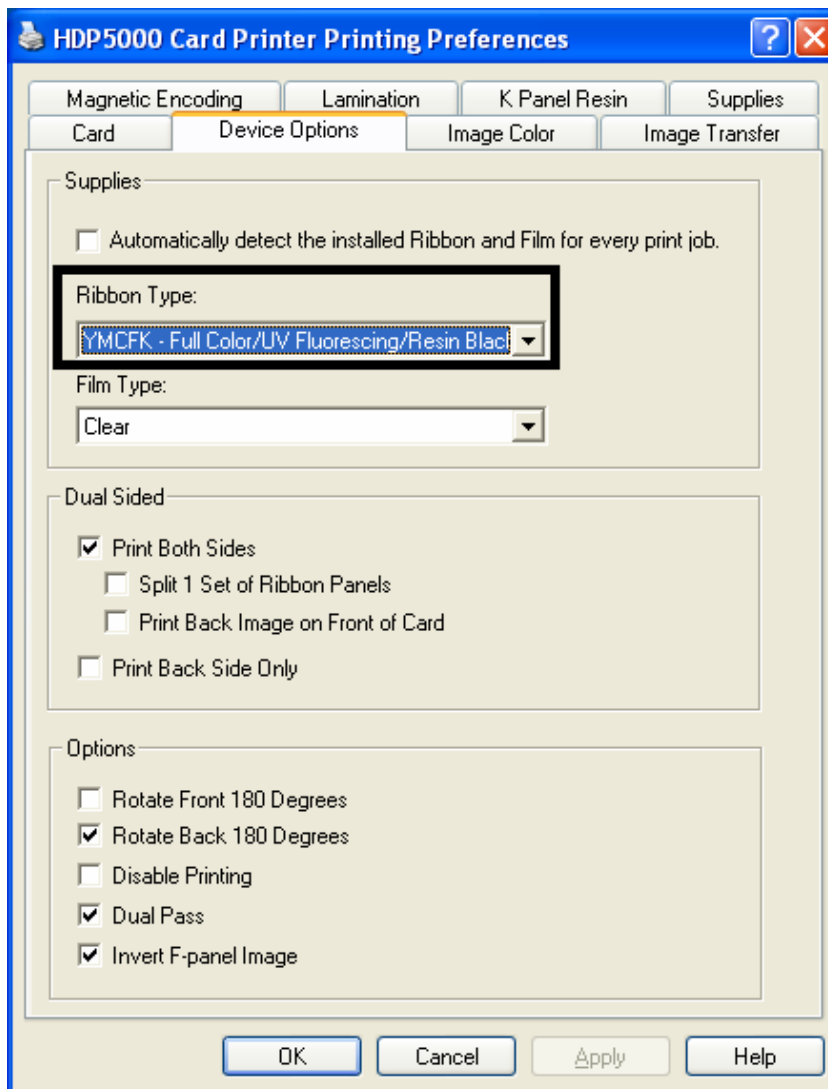 HDP5000 Card Printer Printing Preferences
Magnetic Encoding Lamination K Panel Resin Supplies
Card Device Options Image Color Image Transfer
Supplies
Automatically detect the installed Ribbon and Film for every print job.
Ribbon Type:
YMCFK - Full Color/UV Fluorescing/Resin Blac
Film Type:
Clear
Dual Sided
Print Both Sides
Split 1 Set of Ribbon Panels
Print Back Image on Front of Card
Print Back Side Only
Options
Rotate Front 180 Degrees
Rotate Back 180 Degrees
Disable Printing
Dual Pass
Invert F-panel Image
OK Cancel Apply Help